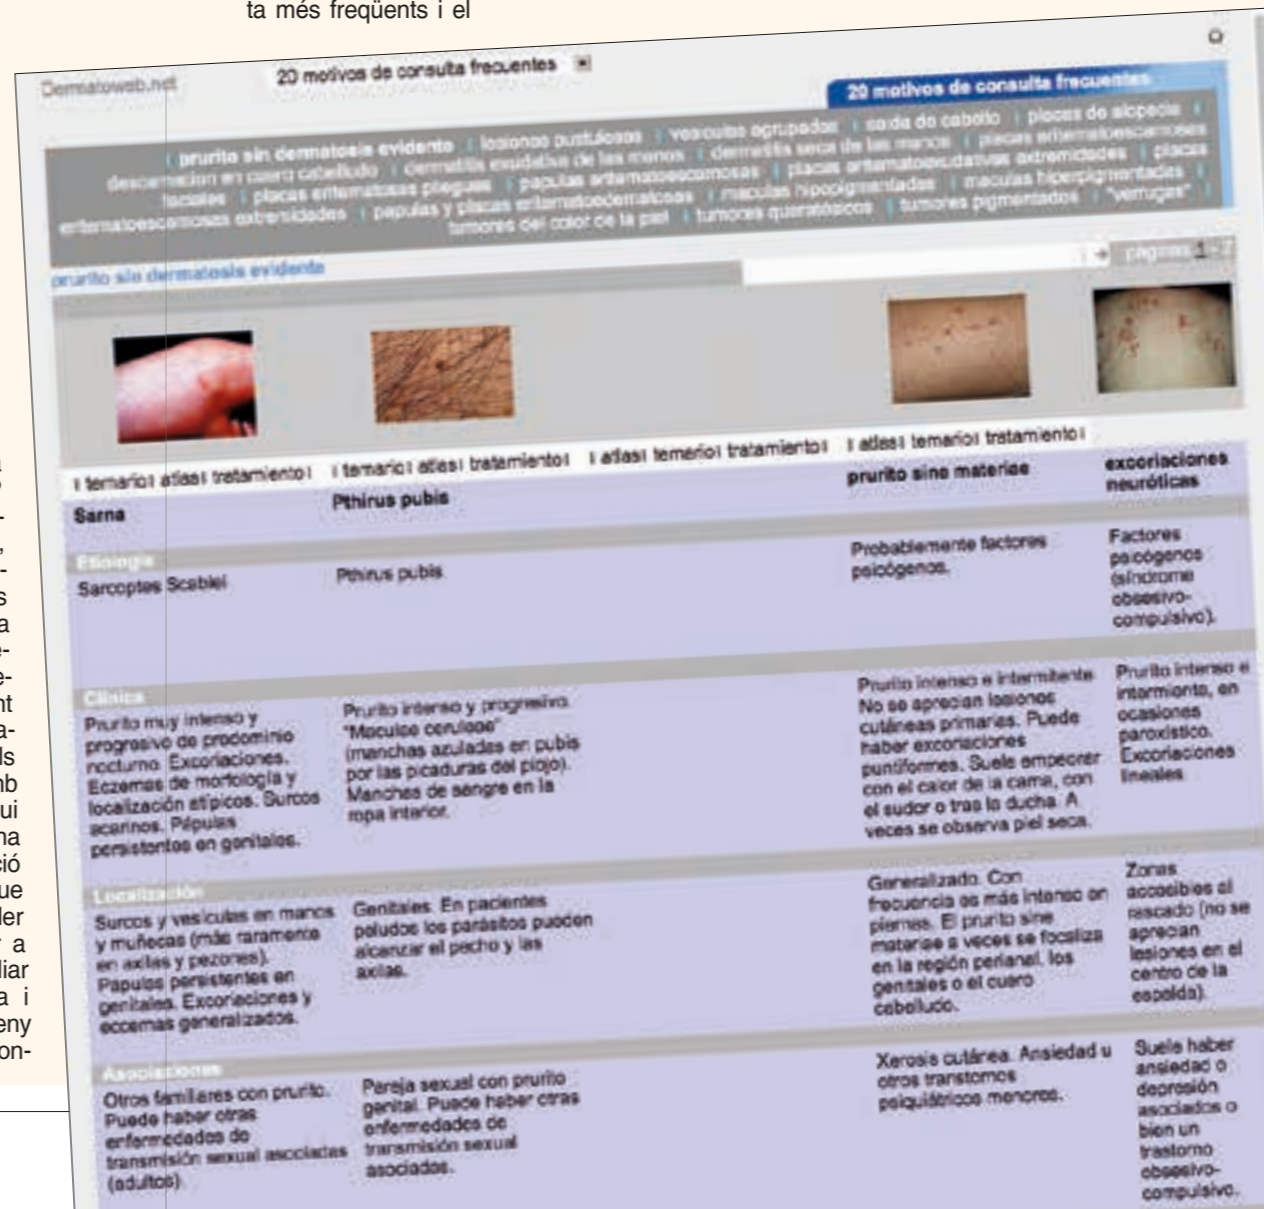 ta més freqüents i el
Dermatoweb.net
20 motivos de consulta frecuentes
20 motivos de consulta frecuentes
prurito sin dermatosis evidente | lesiones pustulosas | vesiculas agrupadas | caida de cabello | placas de alopecia |
descamacion en cuero cabelludo | dermatitis exudativa de las manos | dermatitis seca de las manos | placas eritematoescamosas
faciales | placas eritematosas pliegues | papulas eritematoescamosas | placas eritematoexudativas extremidades | placas
eritematoescamosas extremidades | papulas y placas eritematoedematosas | maculas hipopigmentadas | maculas hiperpigmentadas |
tumores del color de la piel | tumores queratósicos | tumores pigmentados | "verrugas" |
prurito sin dermatosis evidente
páginas 1 - 2
| temario | atlas | tratamiento | | temario | atlas | tratamiento | | atlas | temario | tratamiento | | atlas | temario | tratamiento |
Sarna
Pthirus pubis
prurito sine materiae
excoriaciones
neuróticas
Etiología
Sarcoptes Scabiei
Pthirus pubis
Probablemente factores
psicógenos.
Factores
psicógenos
(síndrome
obsesivo-
compulsivo).
Clínica
Prurito muy intenso y
progresivo de predominio
nocturno. Excoriaciones.
Eczemas de morfología y
localización atípicos. Surcos
acarinos. Pápulas
persistentes en genitales.
Prurito intenso y progresivo.
"Maculae ceruleae"
(manchas azuladas en pubis
por las picaduras del piojo).
Manchas de sangre en la
ropa interior.
Prurito intenso e intermitente
No se aprecian lesiones
cutáneas primarias. Puede
haber excoriaciones
puntiformes. Suele empeorar
con el calor de la cama, con
el sudor o tras la ducha. A
veces se observa piel seca.
Prurito intenso e
intermiente, en
ocasiones
paroxístico.
Excoriaciones
lineales.
Localización
Surcos y vesículas en manos
y muñecas (más raramente
en axilas y pezones).
Papulas persistentes en
genitales. Excoriaciones y
eccemas generalizados.
Genitales. En pacientes
peludos los parásitos pueden
alcanzar el pecho y las
axilas.
Generalizado. Con
frecuencia es más intenso en
piernas. El prurito sine
materiae a veces se focaliza
en la región perianal, los
genitales o el cuero
cabelludo.
Zonas
accesibles al
rascado (no se
aprecian
lesiones en el
centro de la
espalda).
Asociaciones
Otros familiares con prurito.
Puede haber otras
enfermedades de
transmisión sexual asociadas
(adultos).
Pareja sexual con prurito
genital. Puede haber otras
enfermedades de
transmisión sexual
asociados.
Xerosis cutánea. Ansiedad u
otros transtornos
psiquiátricos menores.
Suele haber
ansiedad o
depresión
asociados o
bien un
trastorno
obsesivo-
compulsivo.